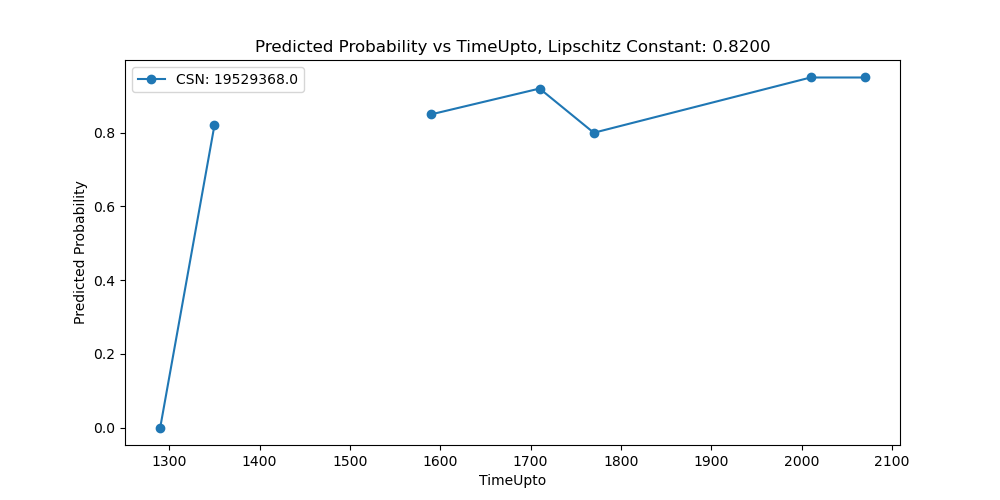 Predicted Probability vs TimeUpto, Lipschitz Constant: 0.8200
CSN: 19529368.0
Predicted Probability
0.8
0.6
0.4
0.2
0.0
1300 1400 1500 1600 1700 1800 1900 2000 2100
TimeUpto